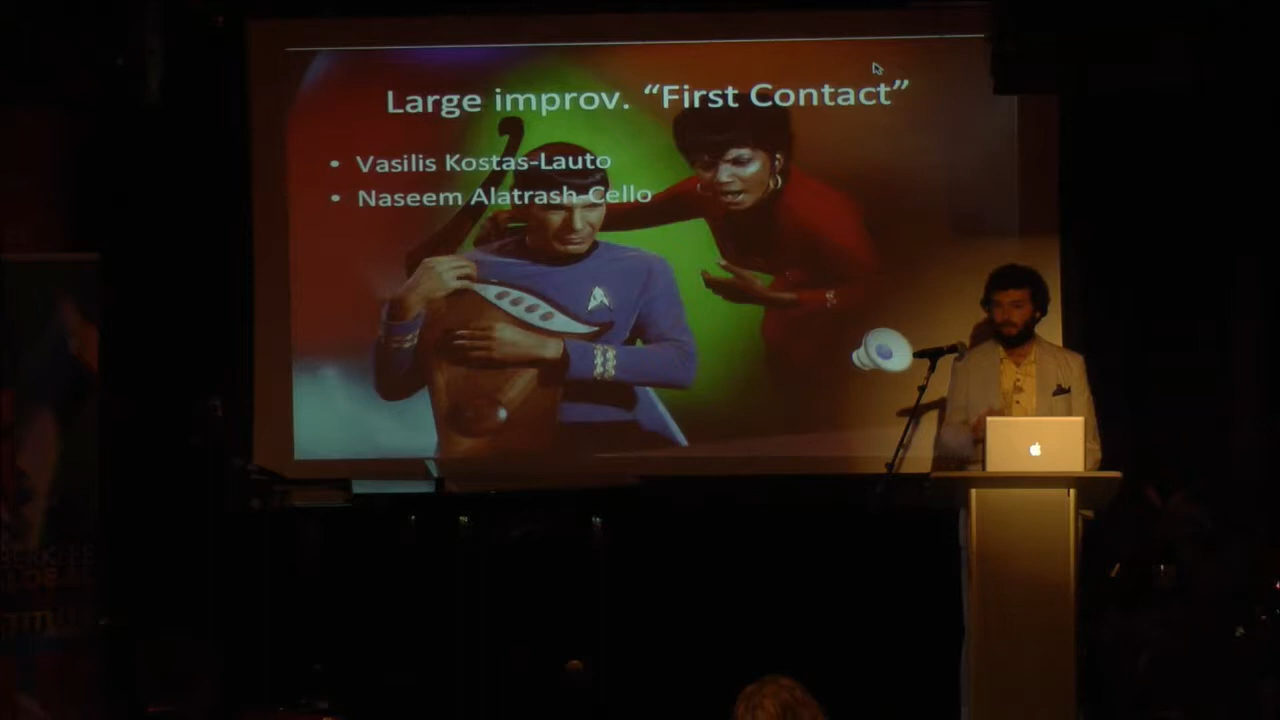 Large improv. “First Contact”
• Vasilis Kostas-Lauto
• Naseem Alatrash-Cello